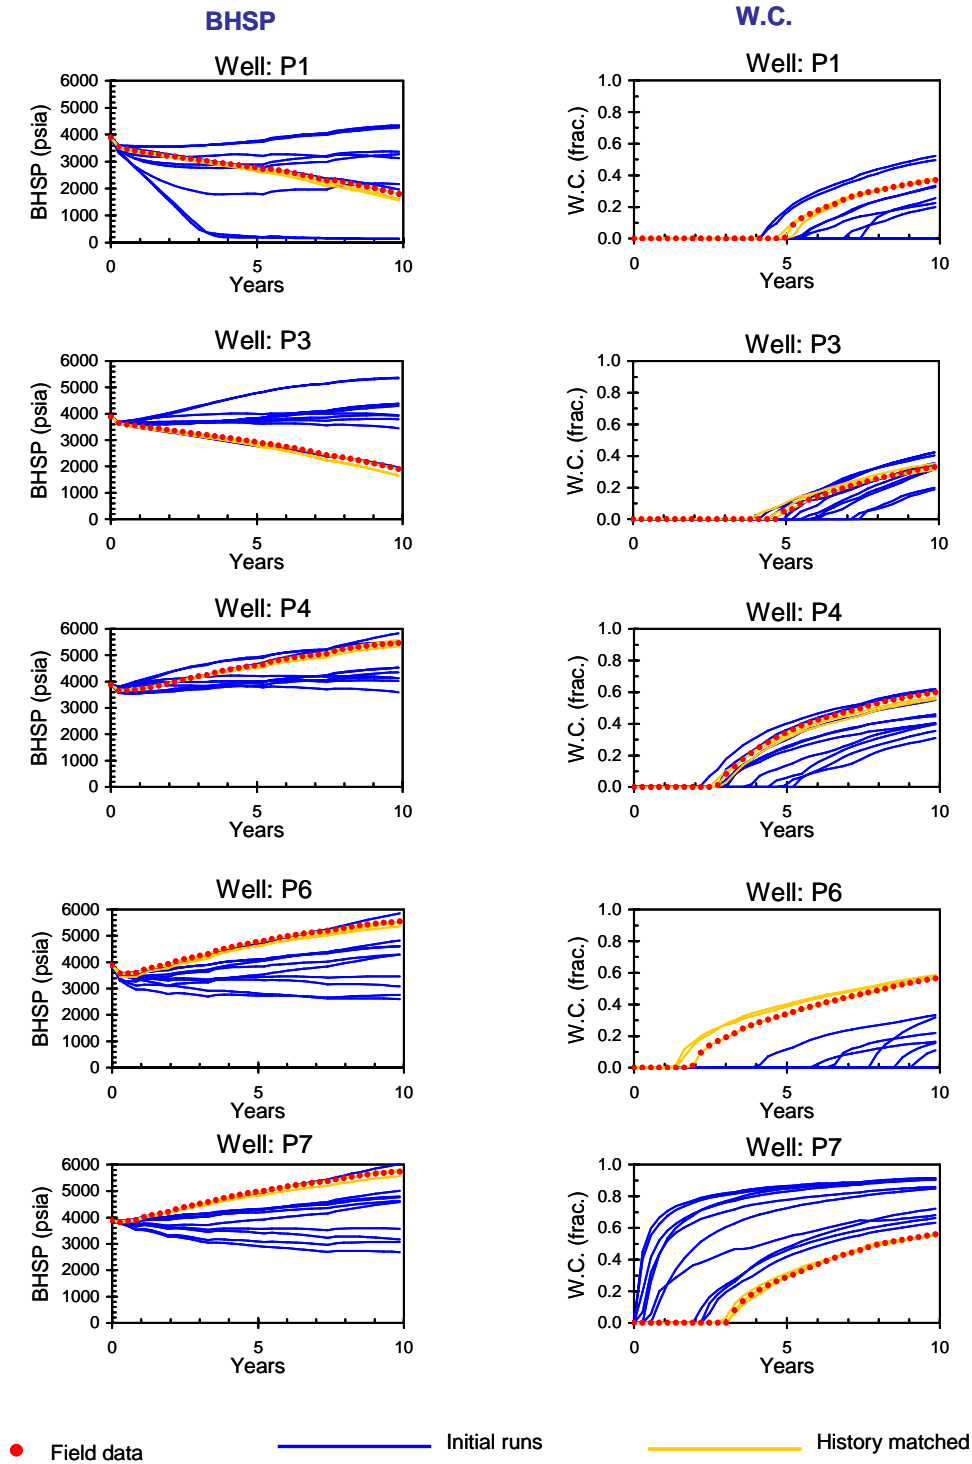 BHSP
W.C.
Well: P1
6000
5000
4000
3000
2000
1000
0
BHSP (psia)
0 5 10
Years
Well: P1
1.0
0.8
0.6
0.4
0.2
0.0
W.C. (frac.)
0 5 10
Years
Well: P3
6000
5000
4000
3000
2000
1000
0
BHSP (psia)
0 5 10
Years
Well: P3
1.0
0.8
0.6
0.4
0.2
0.0
W.C. (frac.)
0 5 10
Years
Well: P4
6000
5000
4000
3000
2000
1000
0
BHSP (psia)
0 5 10
Years
Well: P4
1.0
0.8
0.6
0.4
0.2
0.0
W.C. (frac.)
0 5 10
Years
Well: P6
6000
5000
4000
3000
2000
1000
0
BHSP (psia)
0 5 10
Years
Well: P6
1.0
0.8
0.6
0.4
0.2
0.0
W.C. (frac.)
0 5 10
Years
Well: P7
6000
5000
4000
3000
2000
1000
0
BHSP (psia)
0 5 10
Years
Well: P7
1.0
0.8
0.6
0.4
0.2
0.0
W.C. (frac.)
0 5 10
Years
Field data
Initial runs
History matched